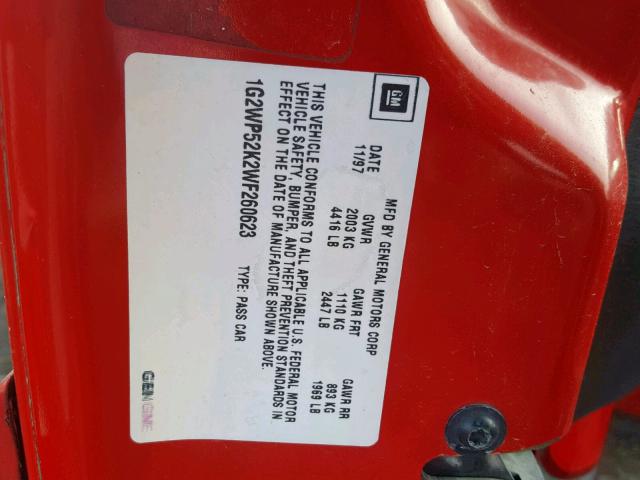 GM
MFD BY GENERAL MOTORS CORP
DATE GVWR GAWR FRT GAWR RR
11/97 2003 KG 1110 KG 893 KG
4416 LB 2447 LB 1969 LB
THIS VEHICLE CONFORMS TO ALL APPLICABLE U.S. FEDERAL MOTOR
VEHICLE SAFETY, BUMPER, AND THEFT PREVENTION STANDARDS IN
EFFECT ON THE DATE OF MANUFACTURE SHOWN ABOVE.
1G2WP52K2WF260623 TYPE: PASS CAR
GENUINE